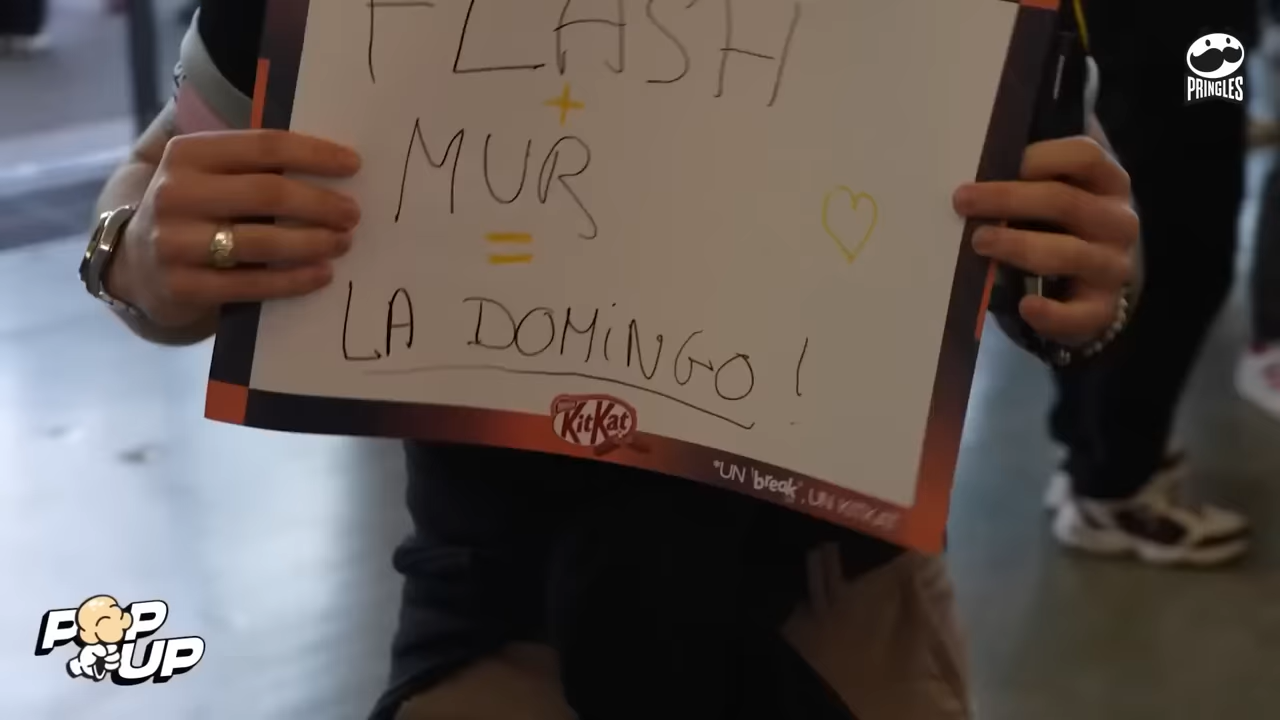 FLASH
+
MUR
=
LA DOMiNGO !
KitKat
*UN 'break', UN KITKAT
PRINGLES
POP UP